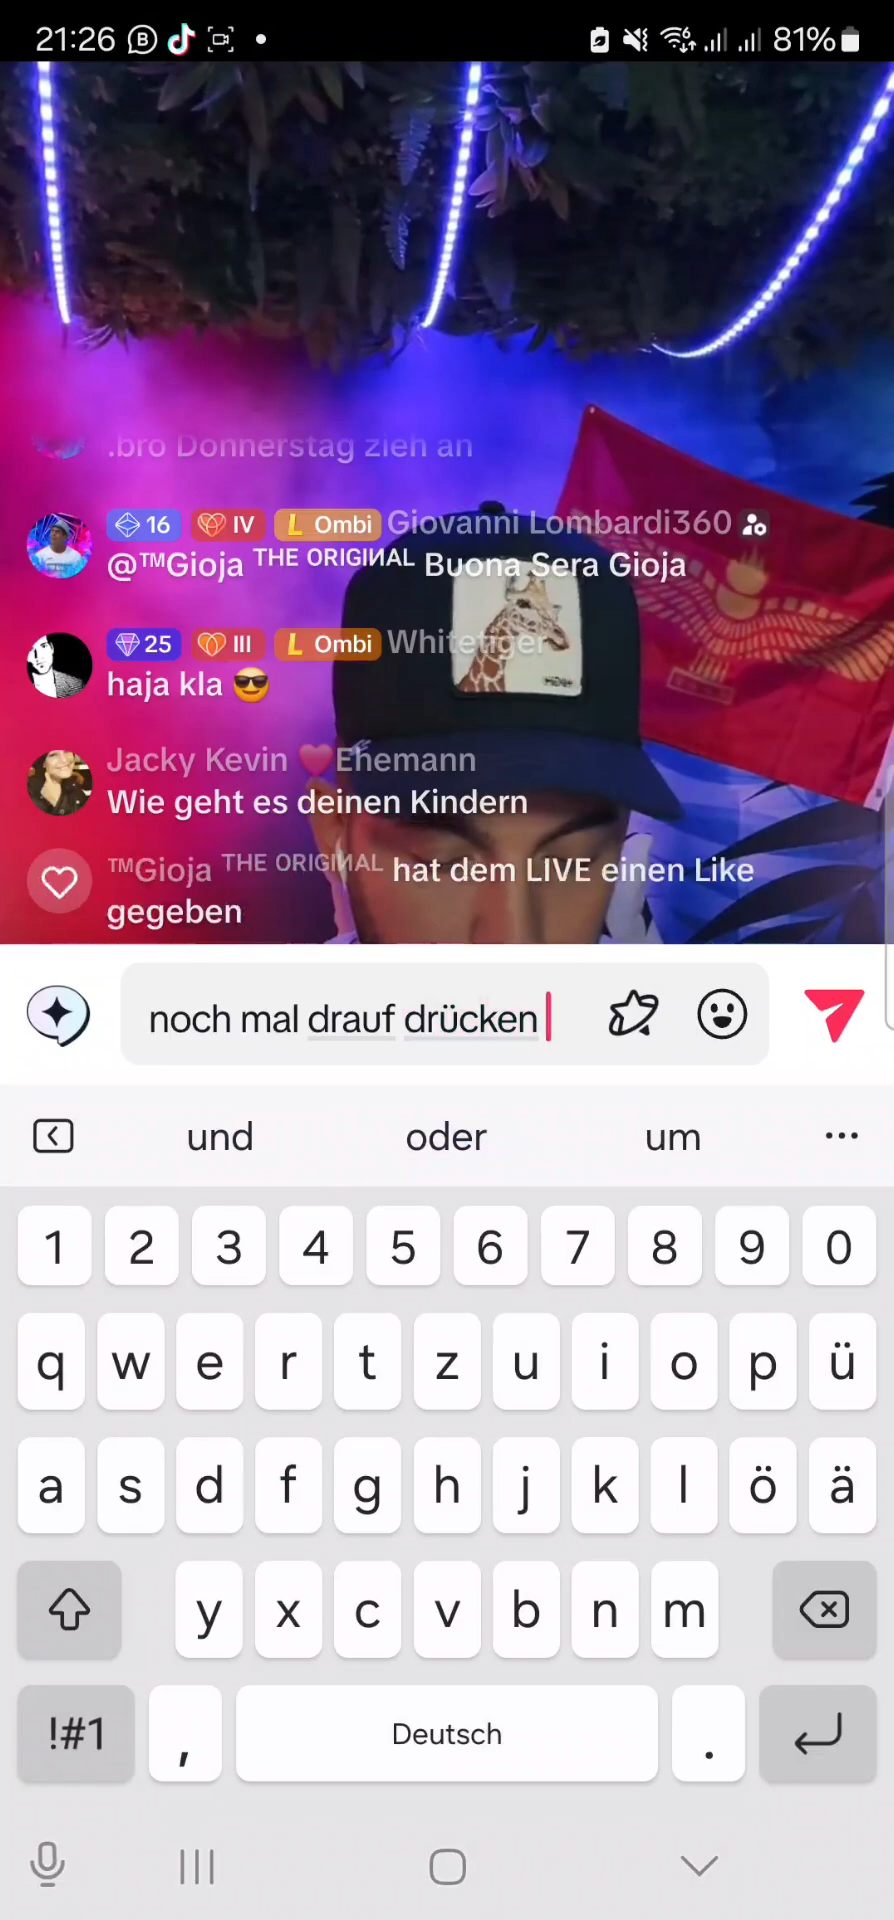 21:26 81%
.bro Donnerstag zieh an
16 IV L Ombi Giovanni Lombardi360
@™Gioja ᵀᴴᴱ ᴼᴿᴵᴳᴵᴻᴬᴸ Buona Sera Gioja
25 III L Ombi Whitetiger
haja kla 😎
Jacky Kevin ❤️Ehemann
Wie geht es deinen Kindern
™Gioja ᵀᴴᴱ ᴼᴿᴵᴳᴵᴻᴬᴸ hat dem LIVE einen Like
gegeben
noch mal drauf drücken
und oder um ...
1 2 3 4 5 6 7 8 9 0
q w e r t z u i o p ü
a s d f g h j k l ö ä
y x c v b n m
!#1 , Deutsch .